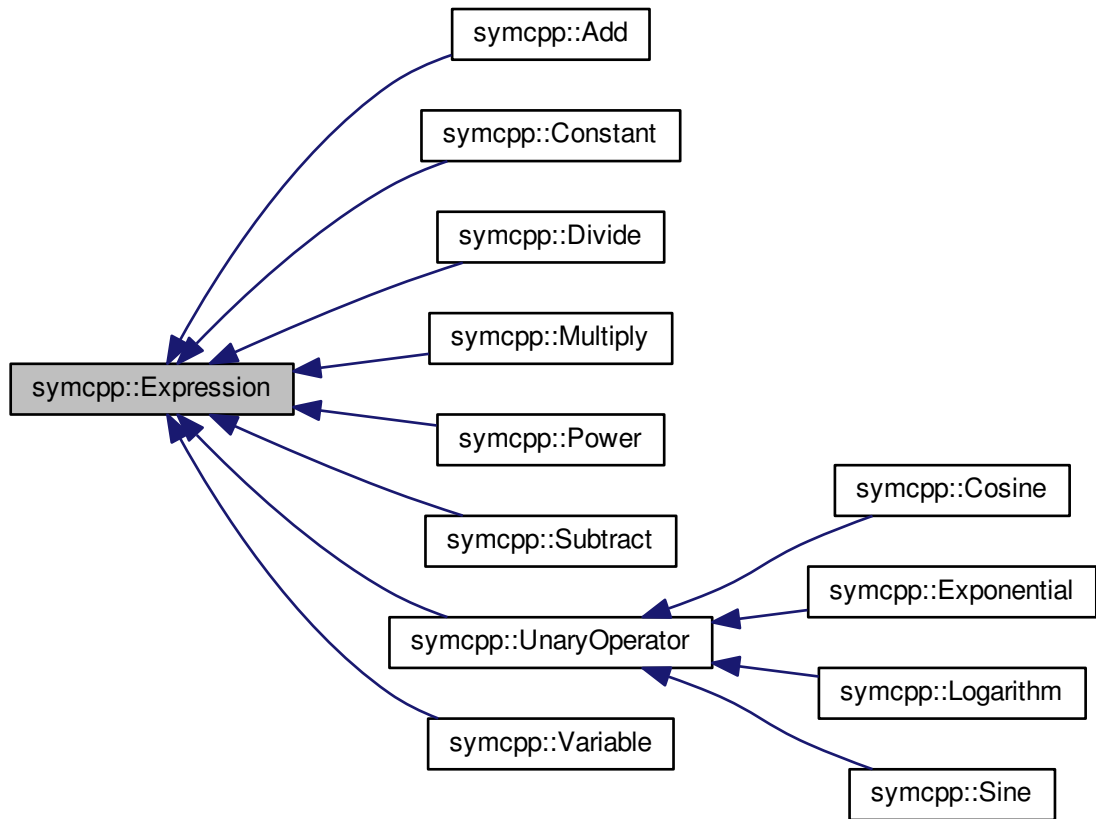 symcpp::Add
symcpp::Constant
symcpp::Divide
symcpp::Multiply
symcpp::Expression
symcpp::Power
symcpp::Cosine
symcpp::Subtract
symcpp::Exponential
symcpp::UnaryOperator
symcpp::Logarithm
symcpp::Variable
symcpp::Sine